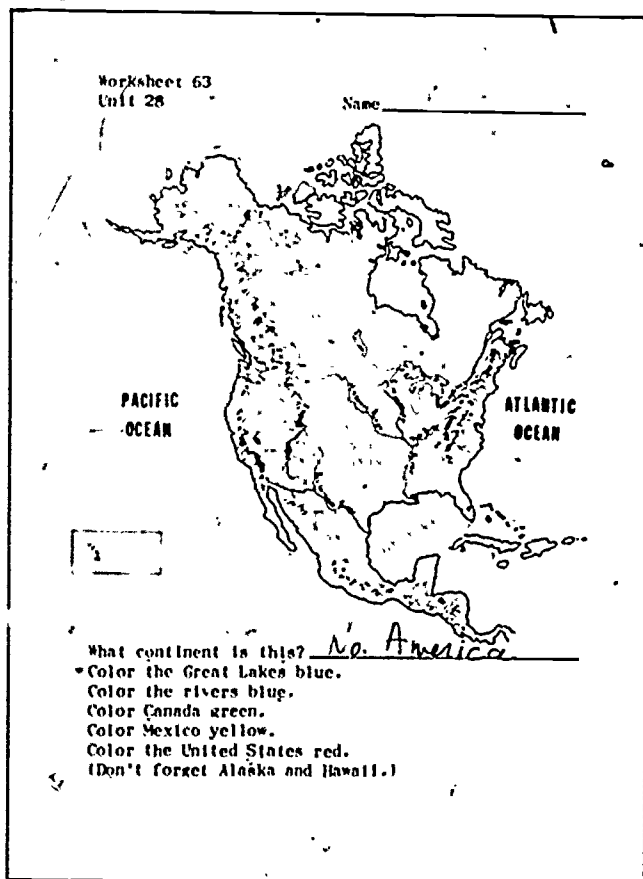 Worksheet 63
Unit 28
Name
PACIFIC
OCEAN
ATLANTIC
OCEAN
What continent is this? No. America
Color the Great Lakes blue.
Color the rivers blue.
Color Canada green.
Color Mexico yellow.
Color the United States red.
(Don't forget Alaska and Hawaii.)